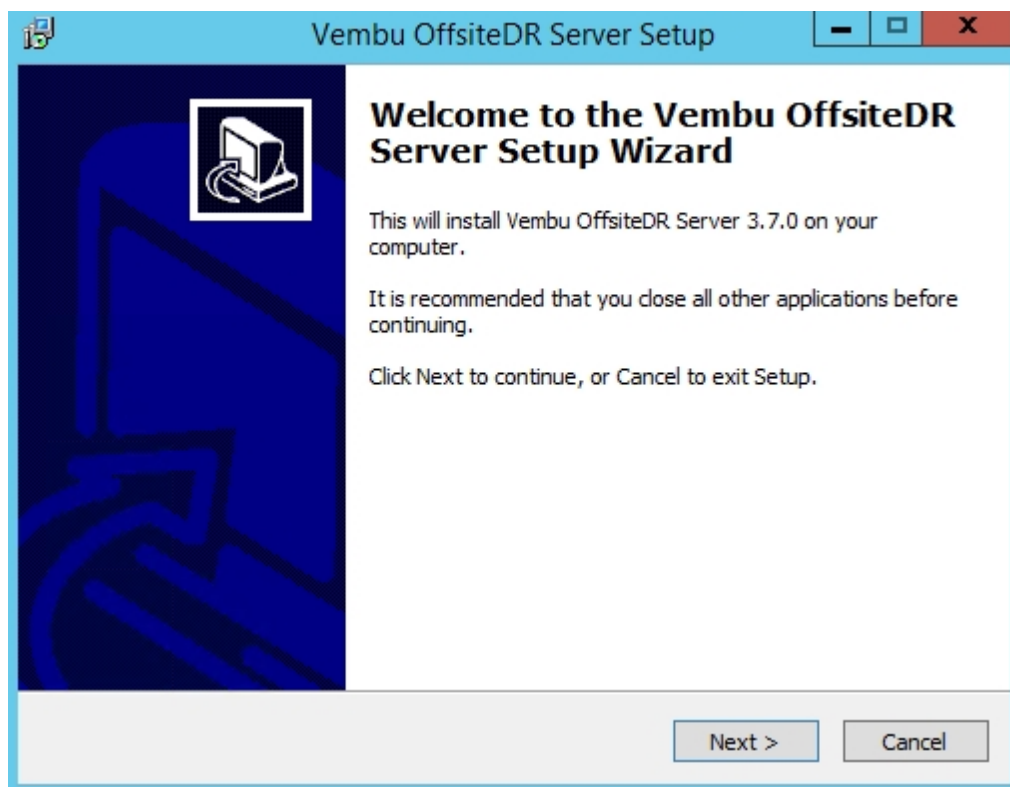 Vembu OffsiteDR Server Setup
Welcome to the Vembu OffsiteDR
Server Setup Wizard
This will install Vembu OffsiteDR Server 3.7.0 on your
computer.
It is recommended that you close all other applications before
continuing.
Click Next to continue, or Cancel to exit Setup.
Next >
Cancel